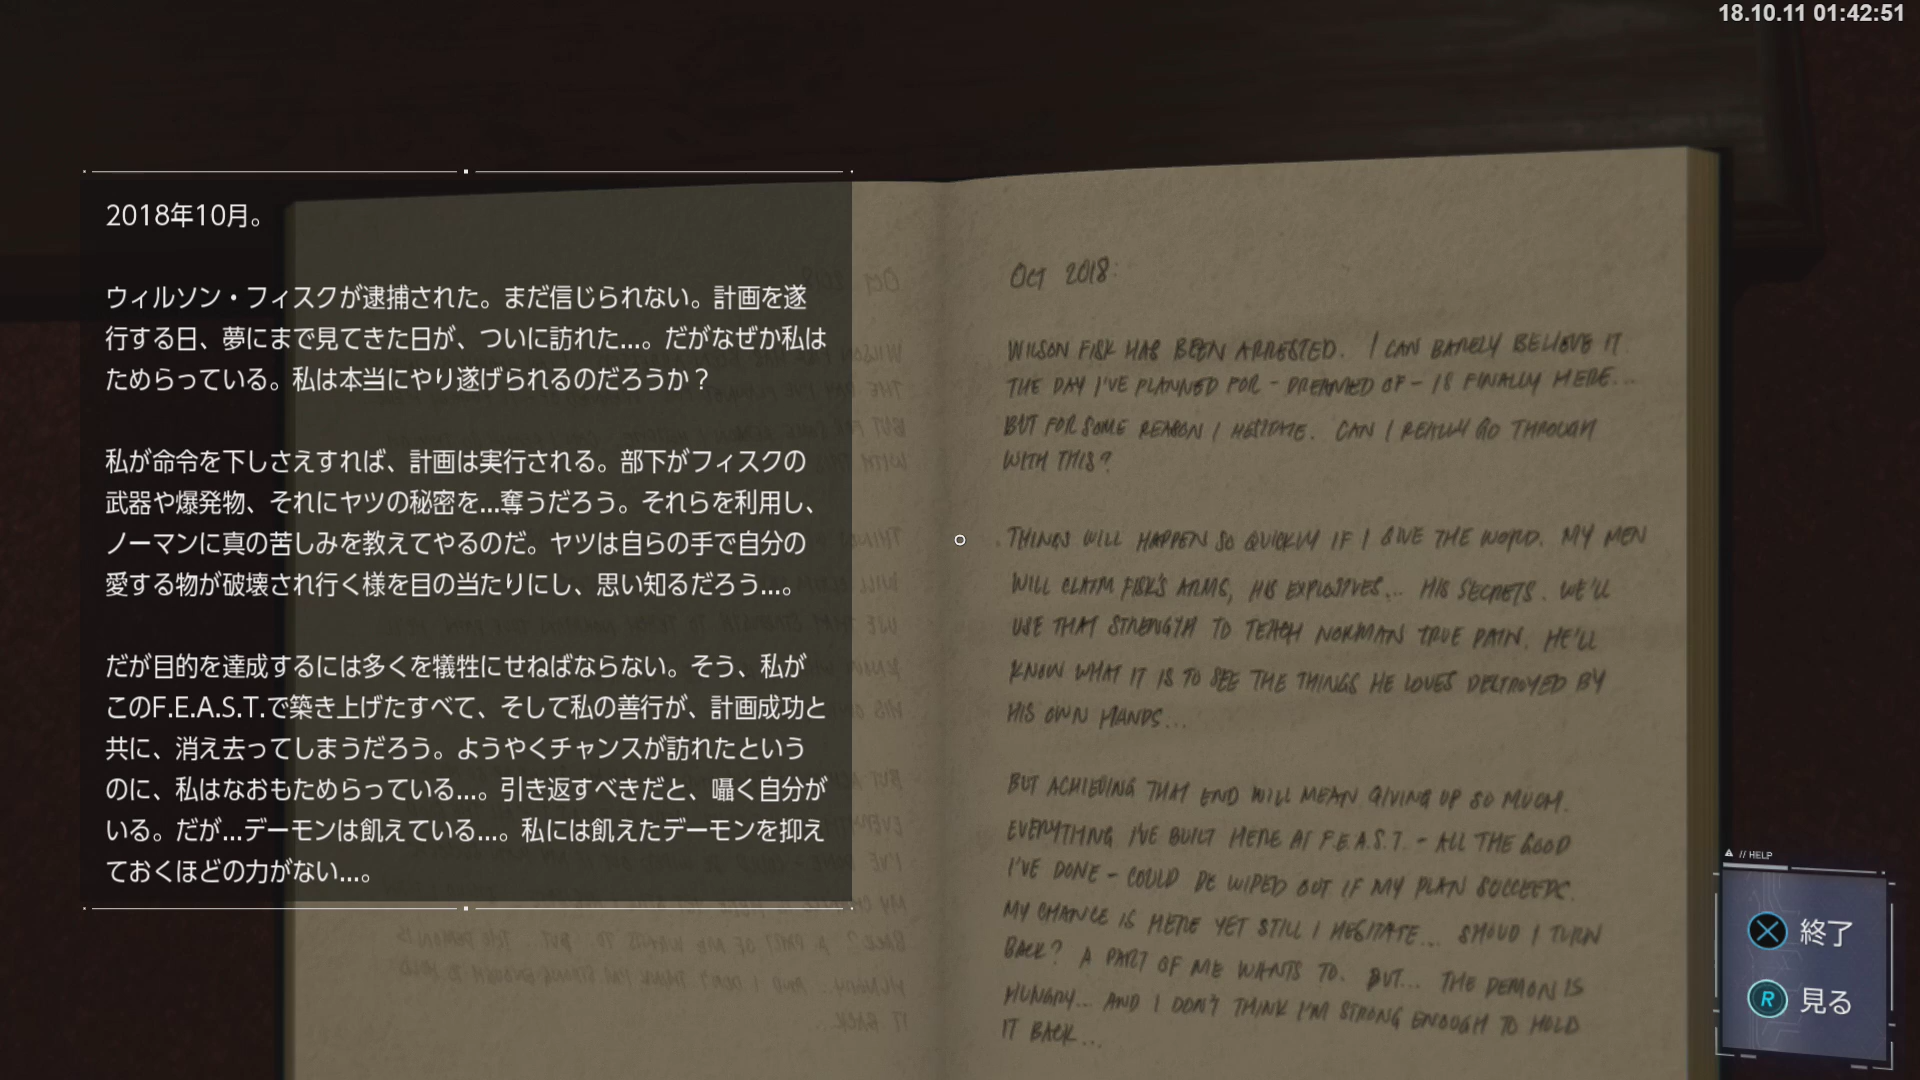 18.10.11 01:42:51
2018年10月。
ウィルソン・フィスクが逮捕された。まだ信じられない。計画を遂
行する日、夢にまで見てきた日が、ついに訪れた...。だがなぜか私は
ためらっている。私は本当にやり遂げられるのだろうか？
私が命令を下しさえすれば、計画は実行される。部下がフィスクの
武器や爆発物、それにヤツの秘密を...奪うだろう。それらを利用し、
ノーマンに真の苦しみを教えてやるのだ。ヤツは自らの手で自分の
愛する物が破壊され行く様を目の当たりにし、思い知るだろう...。
だが目的を達成するには多くを犠牲にせねばならない。そう、私が
このF.E.A.S.T.で築き上げたすべて、そして私の善行が、計画成功と
共に、消え去ってしまうだろう。ようやくチャンスが訪れたという
のに、私はなおもためらっている...。引き返すべきだと、囁く自分が
いる。だが...デーモンは飢えている...。私には飢えたデーモンを抑え
ておくほどの力がない...。
OCT 2018:
WILSON FISK HAS BEEN ARRESTED. I CAN BARELY BELIEVE IT.
THE DAY I'VE PLANNED FOR - DREAMED OF - IS FINALLY HERE...
BUT FOR SOME REASON I HESITATE. CAN I REALLY GO THROUGH
WITH THIS?
THINGS WILL HAPPEN SO QUICKLY IF I GIVE THE WORD. MY MEN
WILL CLAIM FISK'S ARMS, HIS EXPLOSIVES... HIS SECRETS. WE'LL
USE THAT STRENGTH TO TEACH NORMAN TRUE PAIN. HE'LL
KNOW WHAT IT IS TO SEE THE THINGS HE LOVES DESTROYED BY
HIS OWN HANDS...
BUT ACHIEVING THAT END WILL MEAN GIVING UP SO MUCH.
EVERYTHING I'VE BUILT HERE AT F.E.A.S.T. - ALL THE GOOD
I'VE DONE - COULD BE WIPED OUT IF MY PLAN SUCCEEDS.
MY CHANCE IS HERE YET STILL I HESITATE... SHOULD I TURN
BACK? A PART OF ME WANTS TO. BUT... THE DEMON IS
HUNGRY... AND I DON'T THINK I'M STRONG ENOUGH TO HOLD
IT BACK...
// HELP
終了
R 見る